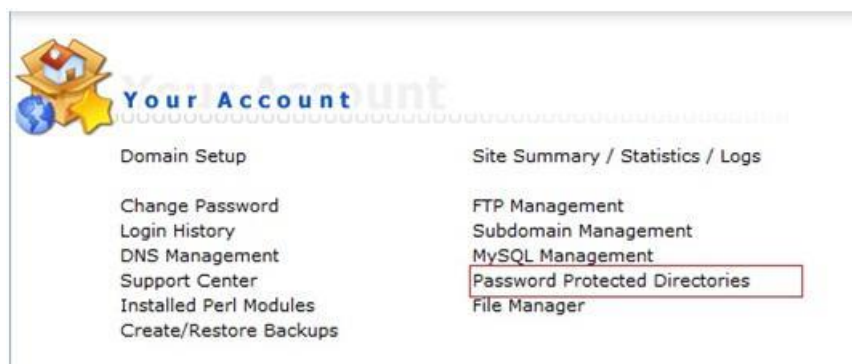 Your Account
Domain Setup
Site Summary / Statistics / Logs
Change Password
FTP Management
Login History
Subdomain Management
DNS Management
MySQL Management
Support Center
Password Protected Directories
Installed Perl Modules
File Manager
Create/Restore Backups